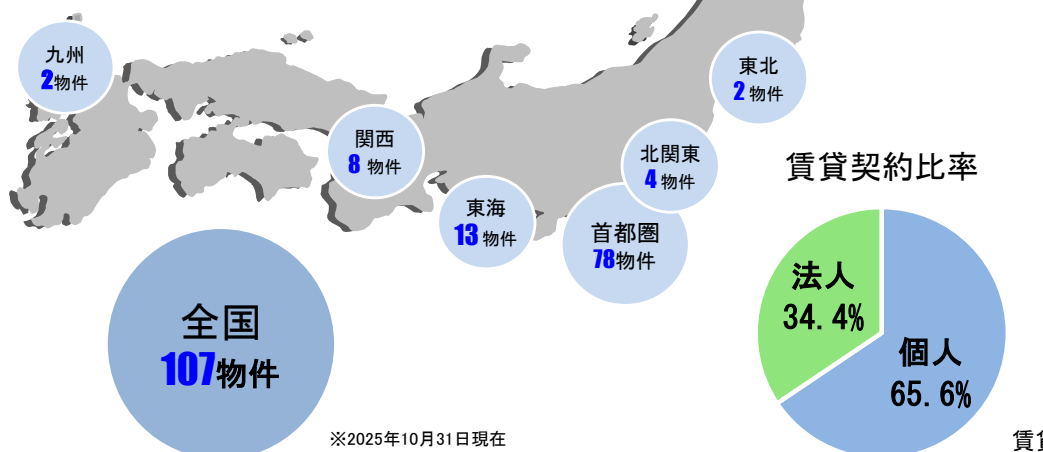 九州
2物件
関西
8 物件
東海
13 物件
首都圏
78物件
北関東
4 物件
東北
2 物件
全国
107物件
※2025年10月31日現在
賃貸契約比率
法人
34.4%
個人
65.6%
賃貸